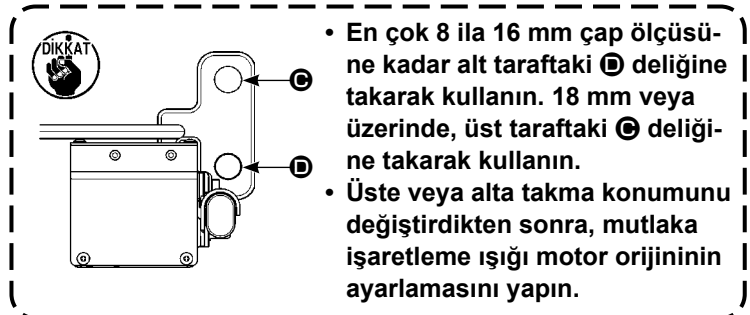 DİKKAT
• En çok 8 ila 16 mm çap ölçüsü-
ne kadar alt taraftaki D deliğine
takarak kullanın. 18 mm veya
üzerinde, üst taraftaki C deliği-
ne takarak kullanın.
• Üste veya alta takma konumunu
değiştirdikten sonra, mutlaka
işaretleme ışığı motor orijininin
ayarlamasını yapın.
C
D